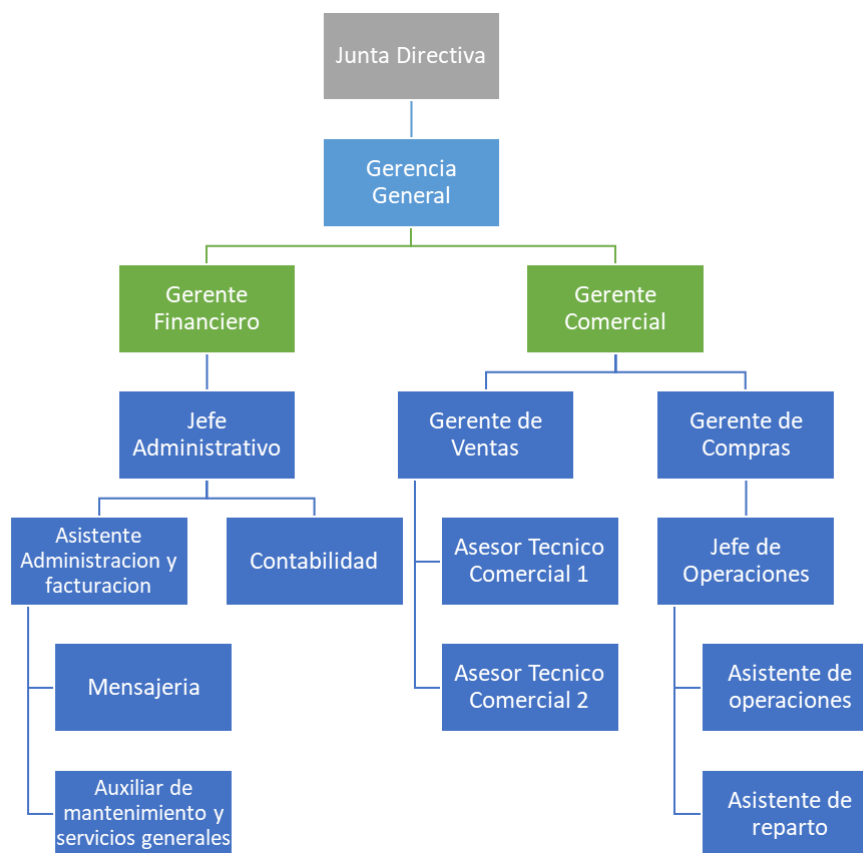 Junta Directiva
Gerencia
General
Gerente
Financiero
Gerente
Comercial
Jefe
Administrativo
Gerente de
Ventas
Gerente de
Compras
Asistente
Administracion y
facturacion
Contabilidad
Asesor Tecnico
Comercial 1
Jefe de
Operaciones
Mensajeria
Asesor Tecnico
Comercial 2
Asistente de
operaciones
Auxiliar de
mantenimiento y
servicios generales
Asistente de
reparto